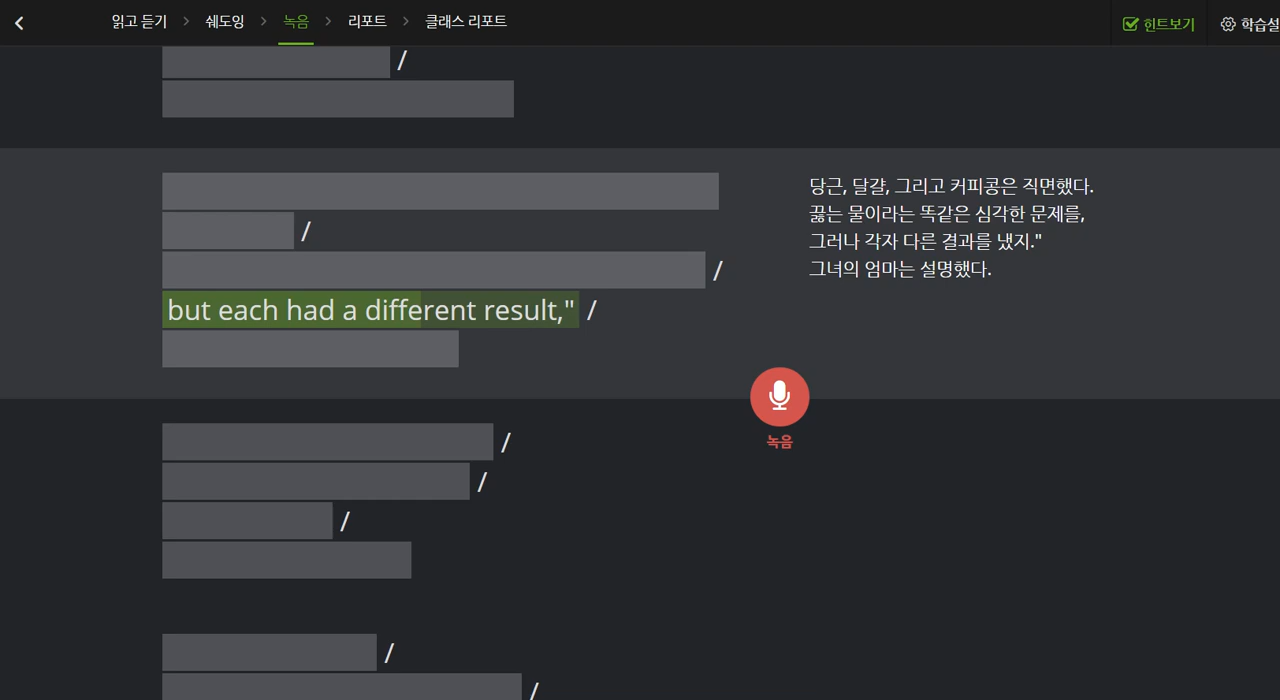 읽고 듣기 > 쉐도잉 > 녹음 > 리포트 > 클래스 리포트
힌트보기
학습설
/
/
/
but each had a different result," /
당근, 달걀, 그리고 커피콩은 직면했다.
끓는 물이라는 똑같은 심각한 문제를,
그러나 각자 다른 결과를 냈지."
그녀의 엄마는 설명했다.
녹음
/
/
/
/
/